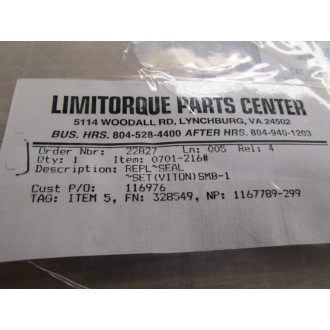 LIMITORQUE PARTS CENTER
5114 WOODALL RD, LYNCHBURG, VA 24502
BUS. HRS. 804-528-4400 AFTER HRS. 804-940-1203
Order Nbr: 22827 Ln: 005 Rel: 4
Qty: 1 Item: 0701-216#
Description: REPL~SEAL
~SET(VITON)SMB-1
Cust P/O: 116976
TAG: ITEM 5, FN: 328549, NP: 1167789-299